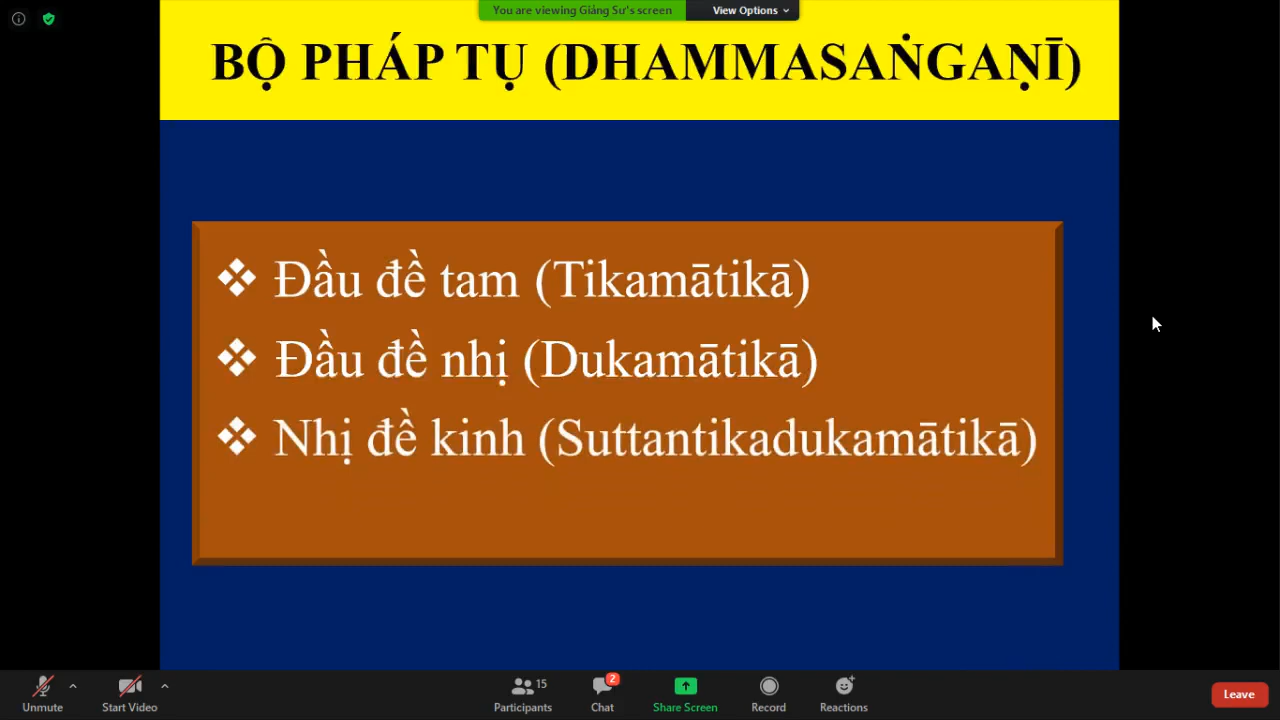 You are viewing Giảng Sư's screen
View Options
BỘ PHÁP TỤ (DHAMMASAṄGAṆĪ)
❖ Đầu đề tam (Tikamātikā)
❖ Đầu đề nhị (Dukamātikā)
❖ Nhị đề kinh (Suttantikadukamātikā)
15
2
Unmute
Start Video
Participants
Chat
Share Screen
Record
Reactions
Leave